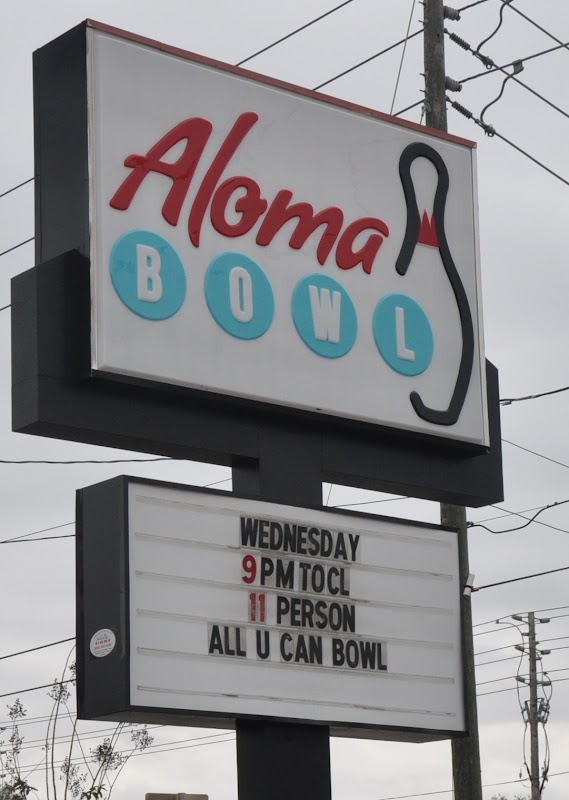 Aloma
BOWL
WEDNESDAY
9PM TO CL
11 PERSON
ALL U CAN BOWL